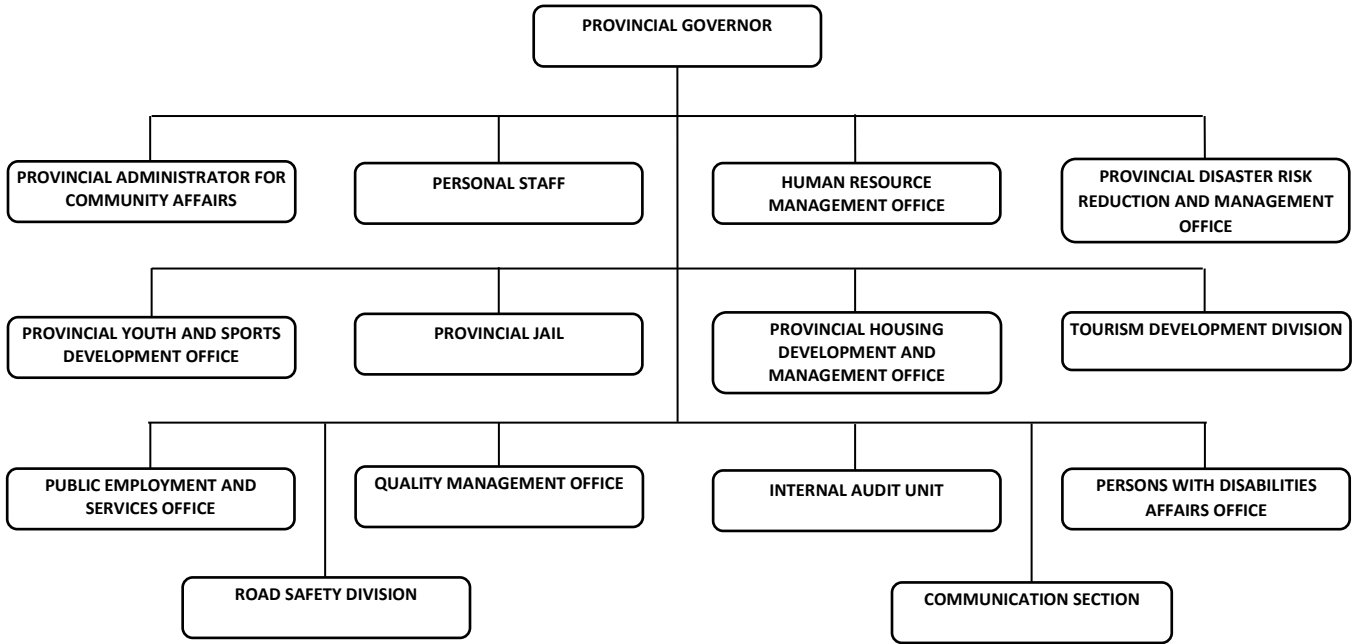 PROVINCIAL GOVERNOR
PROVINCIAL ADMINISTRATOR FOR
COMMUNITY AFFAIRS
PERSONAL STAFF
HUMAN RESOURCE
MANAGEMENT OFFICE
PROVINCIAL DISASTER RISK
REDUCTION AND MANAGEMENT
OFFICE
PROVINCIAL YOUTH AND SPORTS
DEVELOPMENT OFFICE
PROVINCIAL JAIL
PROVINCIAL HOUSING
DEVELOPMENT AND
MANAGEMENT OFFICE
TOURISM DEVELOPMENT DIVISION
PUBLIC EMPLOYMENT AND
SERVICES OFFICE
QUALITY MANAGEMENT OFFICE
INTERNAL AUDIT UNIT
PERSONS WITH DISABILITIES
AFFAIRS OFFICE
ROAD SAFETY DIVISION
COMMUNICATION SECTION